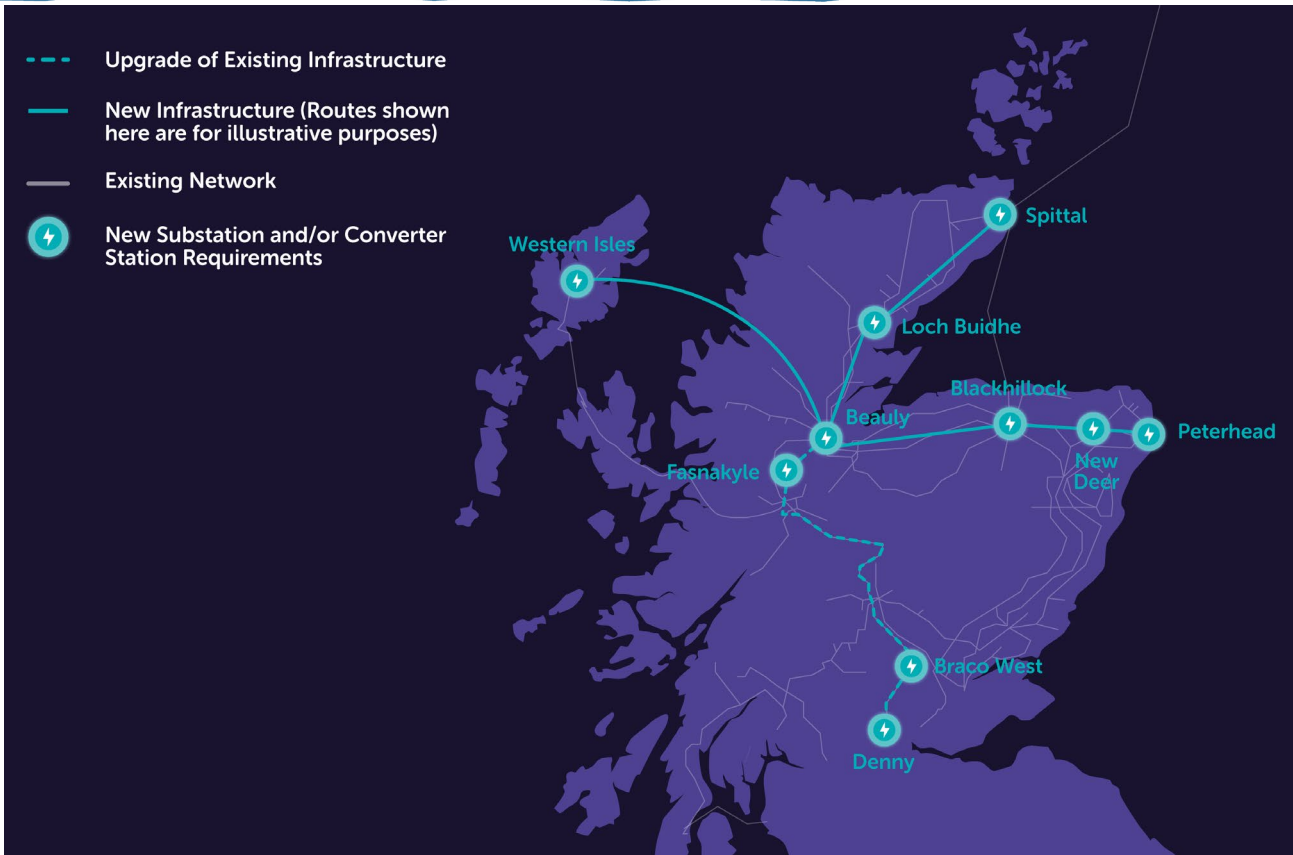 Upgrade of Existing Infrastructure
New Infrastructure (Routes shown
here are for illustrative purposes)
Existing Network
New Substation and/or Converter
Station Requirements
Western Isles
Spittal
Loch Buidhe
Blackhillock
Beauly
Peterhead
New
Deer
Fasnakyle
Braco West
Denny